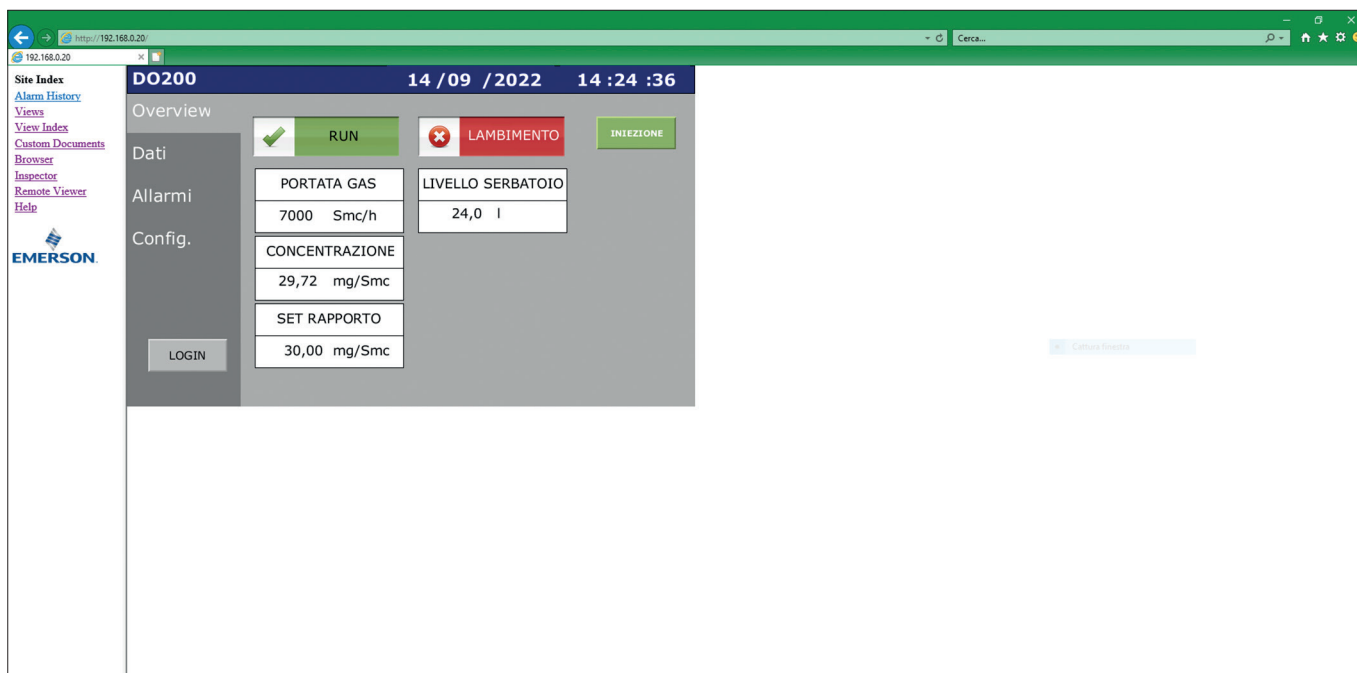 http://192.168.0.20/
Cerca...
192.168.0.20
Site Index
Alarm History
Views
View Index
Custom Documents
Browser
Inspector
Remote Viewer
Help
EMERSON.
DO200
14 /09 /2022
14 :24 :36
Overview
Dati
Allarmi
Config.
LOGIN
RUN
LAMBIMENTO
INIEZIONE
PORTATA GAS
7000 Smc/h
LIVELLO SERBATOIO
24,0 l
CONCENTRAZIONE
29,72 mg/Smc
SET RAPPORTO
30,00 mg/Smc
Cattura finestra